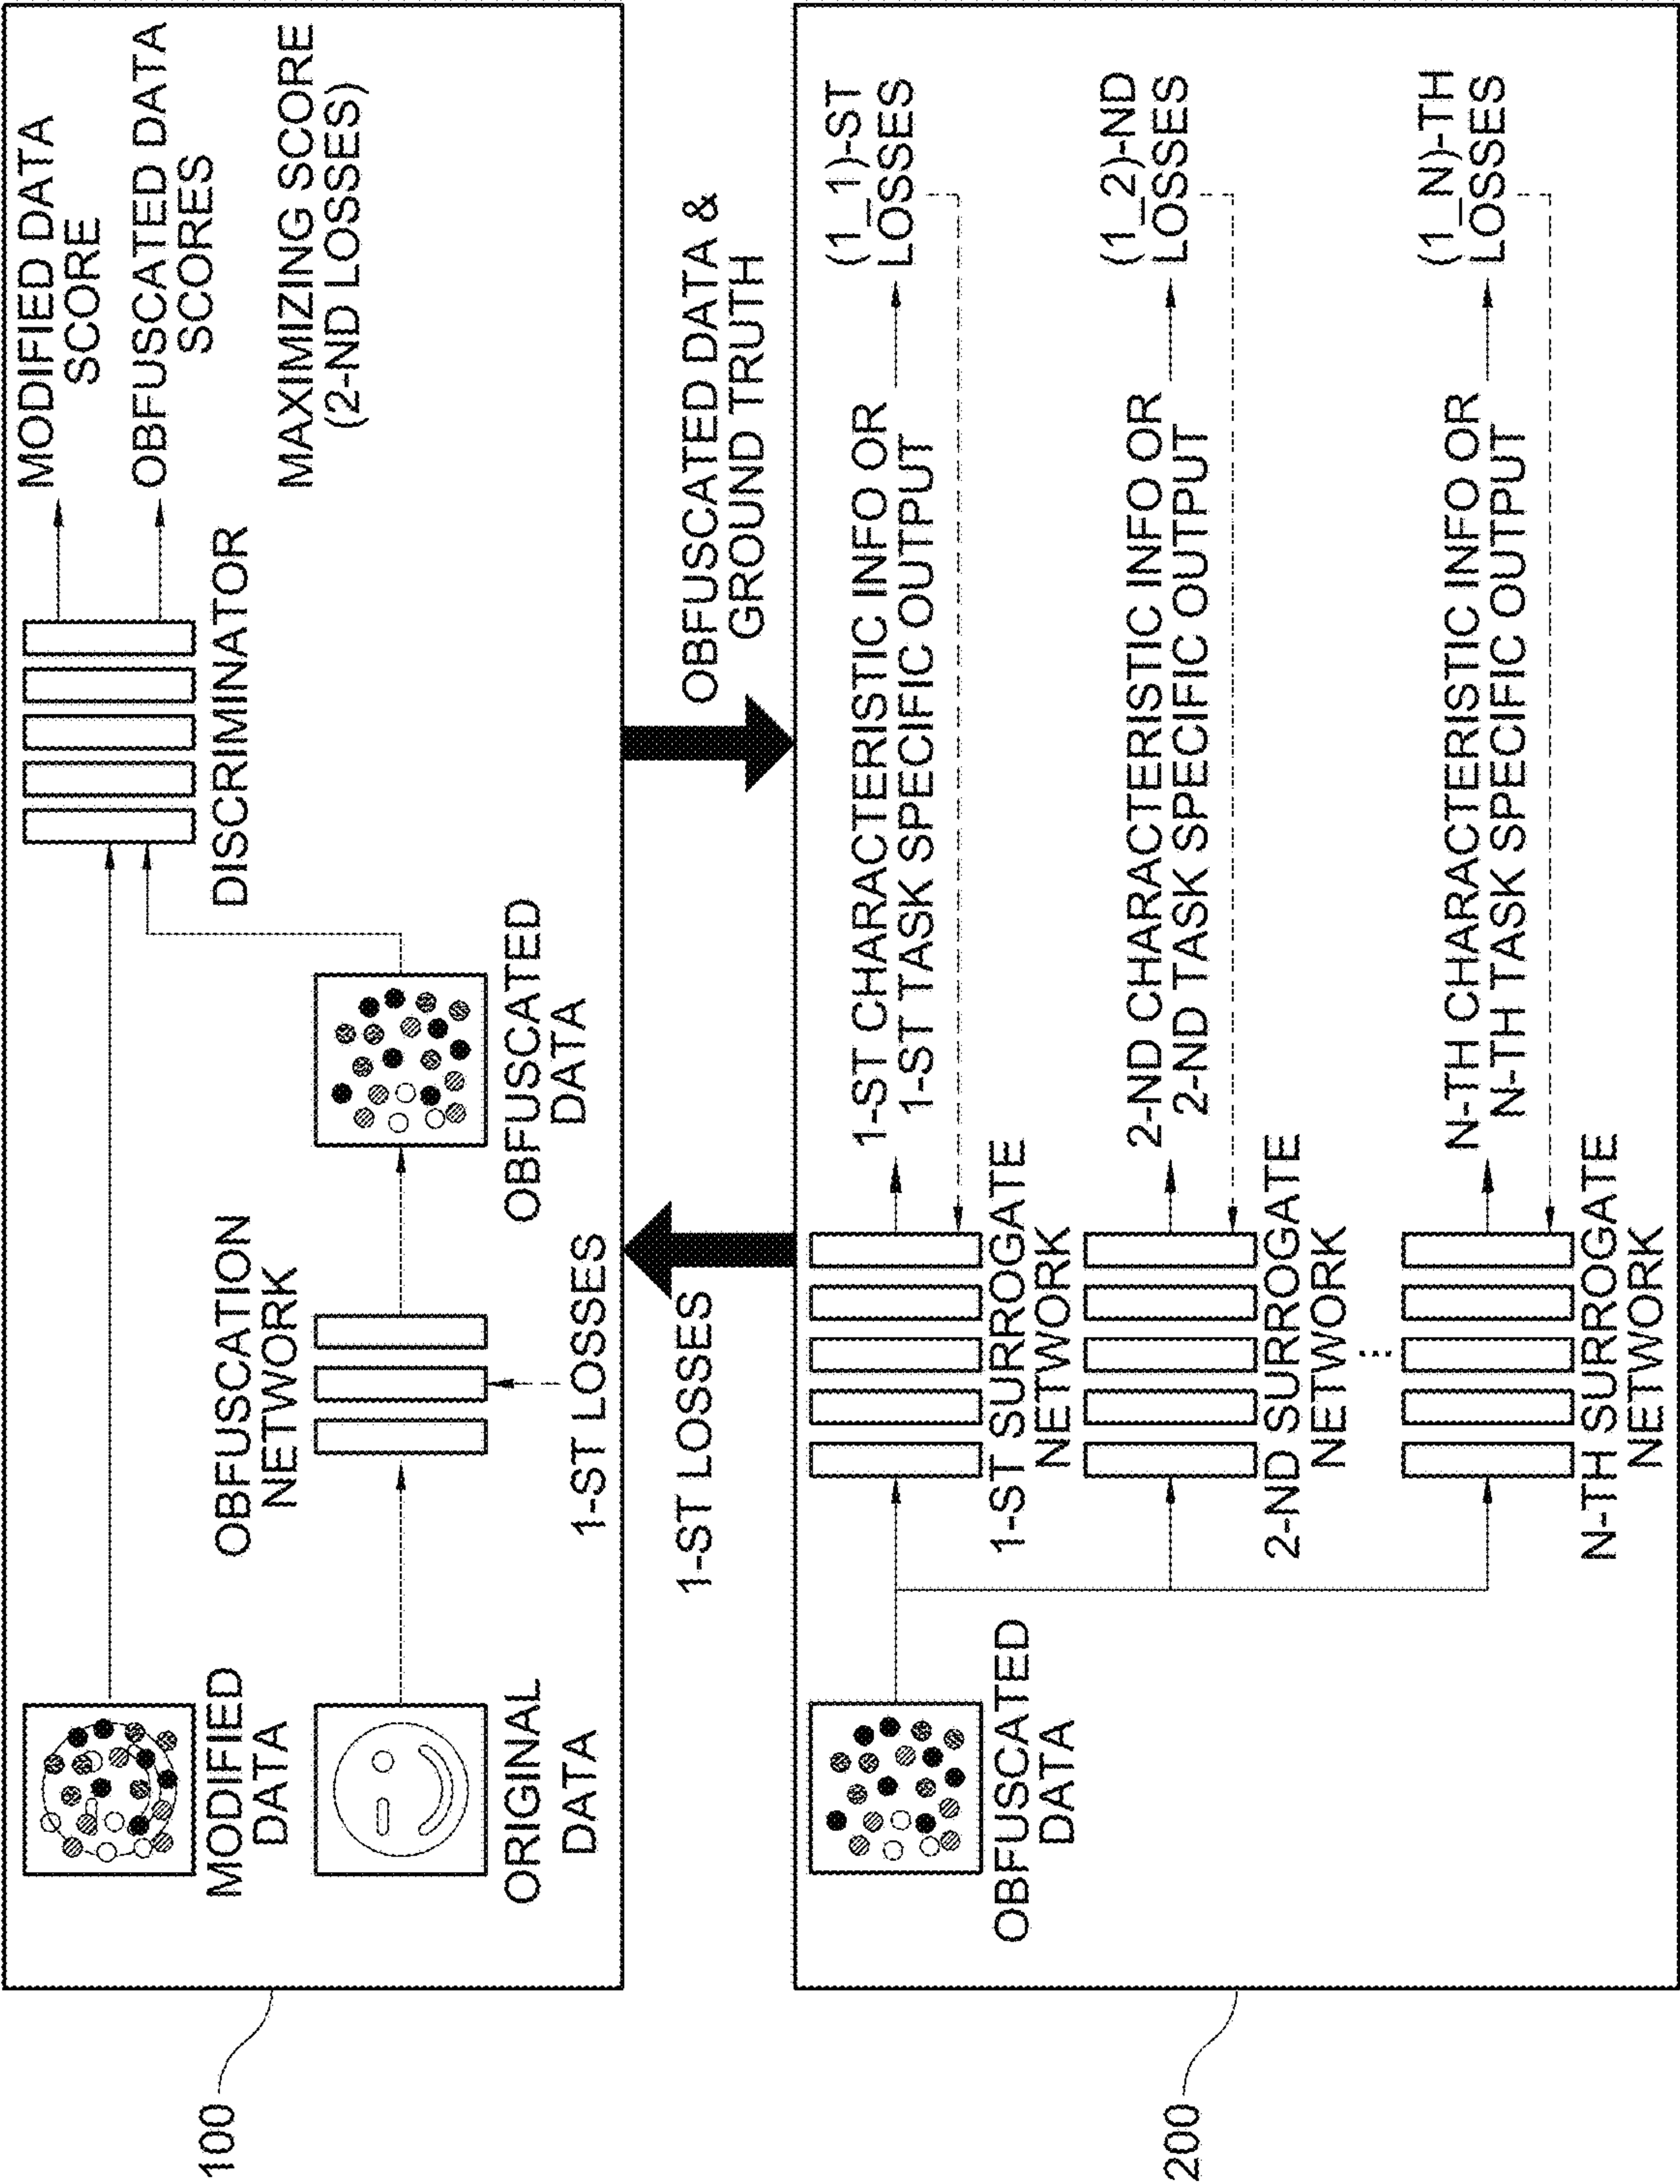 100
MODIFIED
DATA
ORIGINAL
DATA
OBFUSCATION
NETWORK
1-ST LOSSES
OBFUSCATED
DATA
DISCRIMINATOR
MODIFIED DATA
SCORE
OBFUSCATED DATA
SCORES
MAXIMIZING SCORE
(2-ND LOSSES)
1-ST LOSSES
OBFUSCATED DATA &
GROUND TRUTH
200
OBFUSCATED
DATA
1-ST SURROGATE
NETWORK
1-ST CHARACTERISTIC INFO OR
1-ST TASK SPECIFIC OUTPUT
(1_1)-ST
LOSSES
2-ND SURROGATE
NETWORK
2-ND CHARACTERISTIC INFO OR
2-ND TASK SPECIFIC OUTPUT
(1_2)-ND
LOSSES
...
N-TH SURROGATE
NETWORK
N-TH CHARACTERISTIC INFO OR
N-TH TASK SPECIFIC OUTPUT
(1_N)-TH
LOSSES